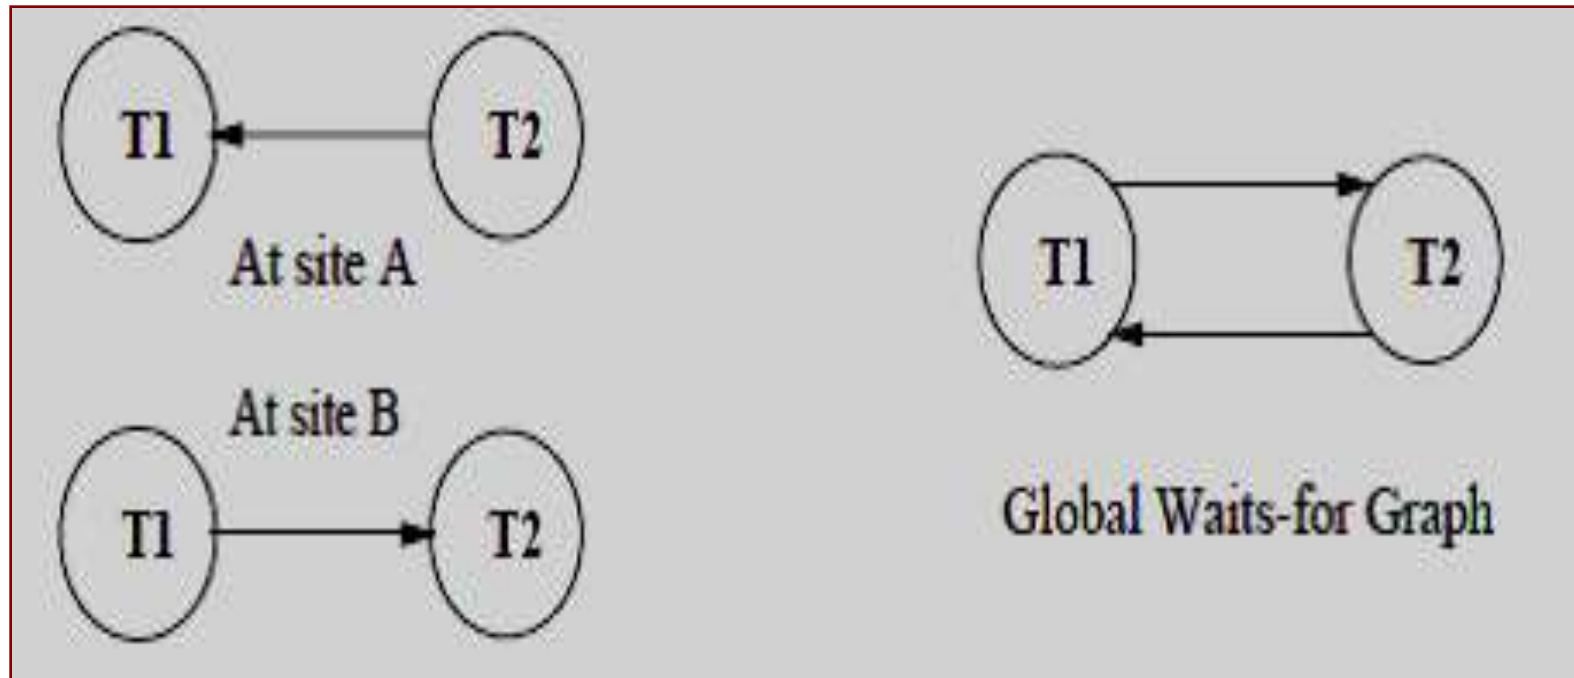 T1 T2
At site A
At site B
T1 T2
T1 T2
Global Waits-for Graph